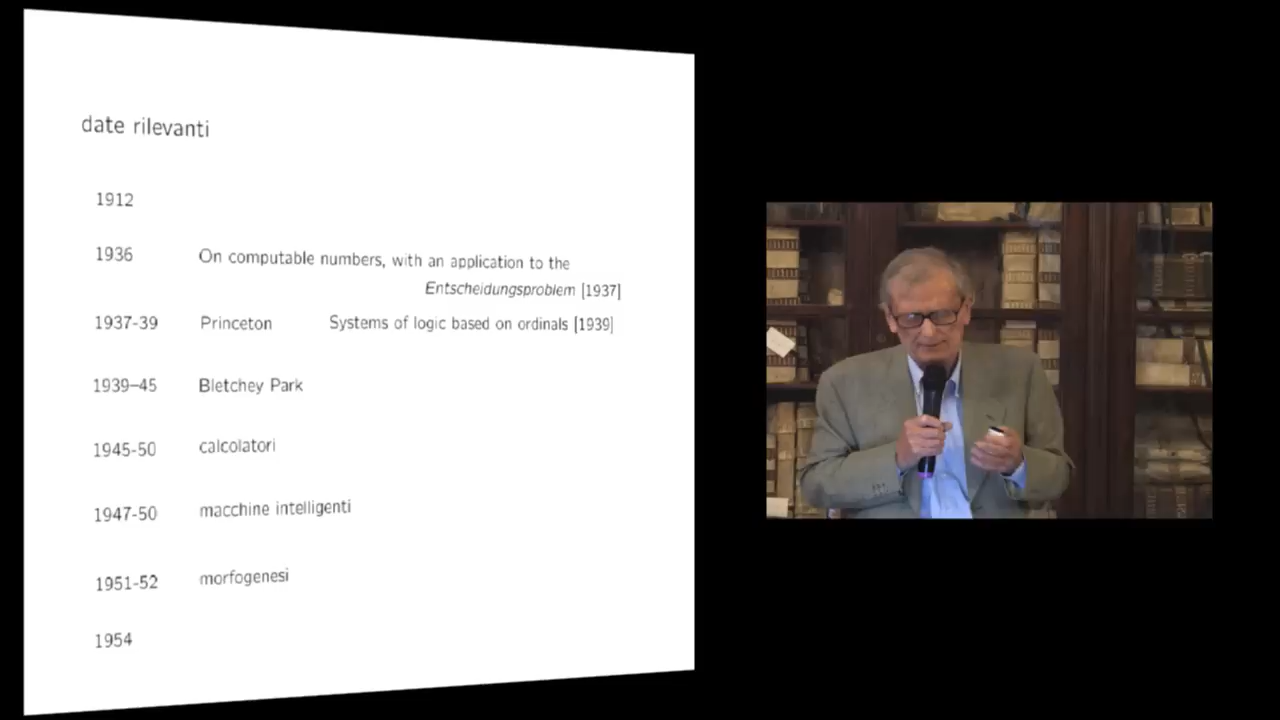 date rilevanti
1912
1936 On computable numbers, with an application to the
Entscheidungsproblem [1937]
1937-39 Princeton Systems of logic based on ordinals [1939]
1939–45 Bletchey Park
1945-50 calcolatori
1947-50 macchine intelligenti
1951-52 morfogenesi
1954